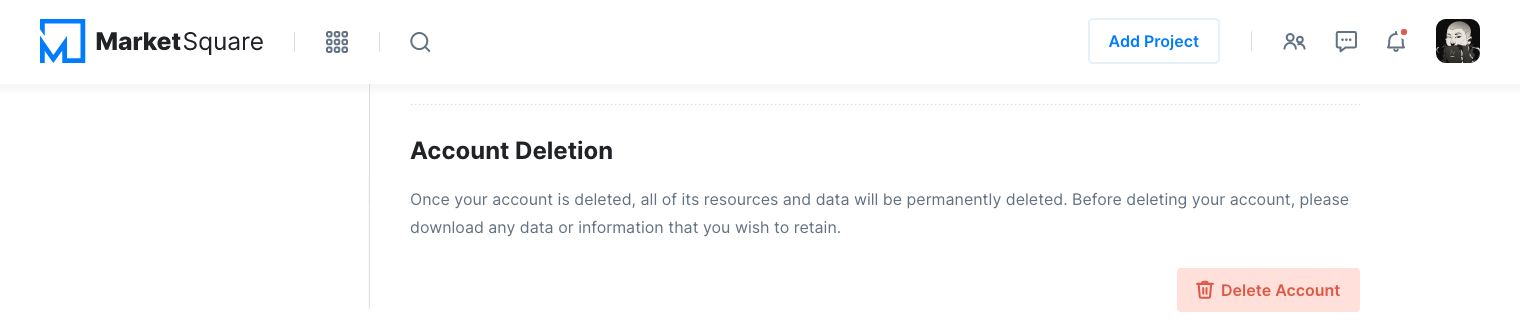 MarketSquare
Add Project
Account Deletion
Once your account is deleted, all of its resources and data will be permanently deleted. Before deleting your account, please
download any data or information that you wish to retain.
Delete Account